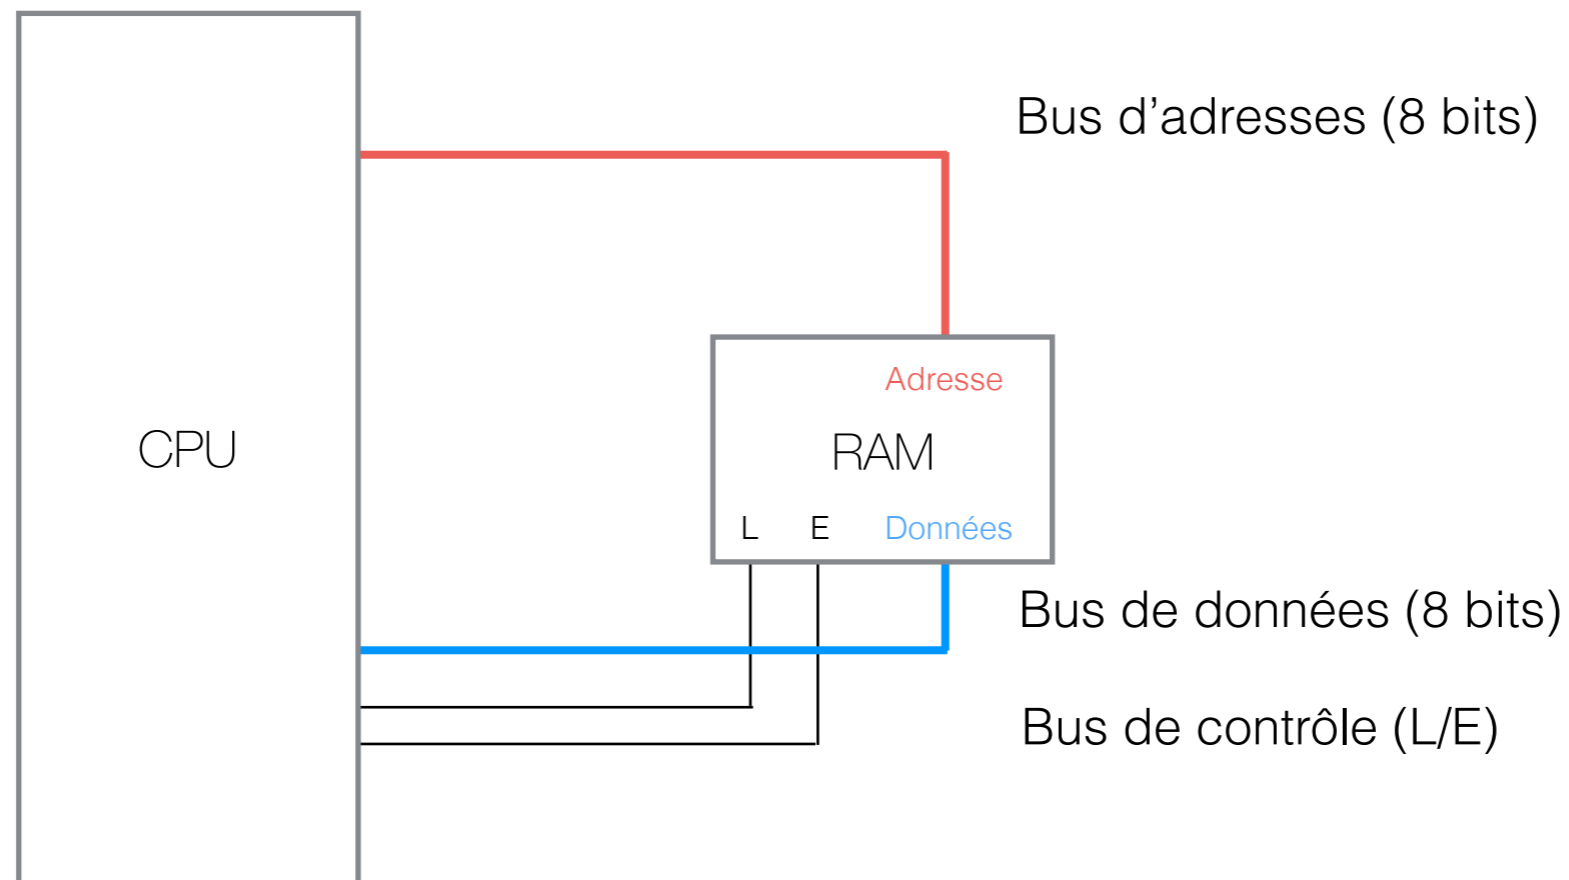 Bus d’adresses (8 bits)
Adresse
CPU
RAM
L E Données
Bus de données (8 bits)
Bus de contrôle (L/E)